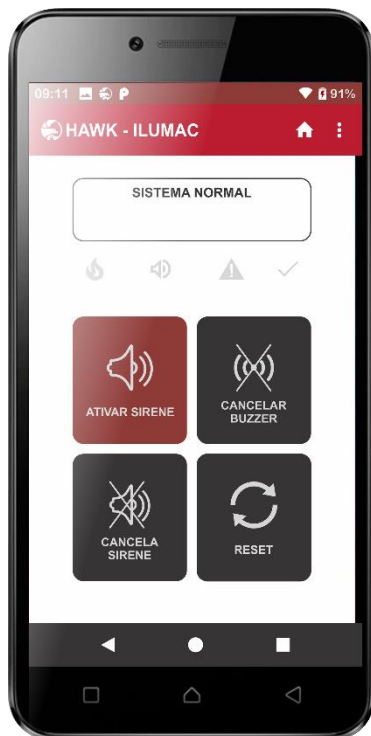 09:11 91%
HAWK - ILUMAC
SISTEMA NORMAL
ATIVAR SIRENE
CANCELAR
BUZZER
CANCELA
SIRENE
RESET